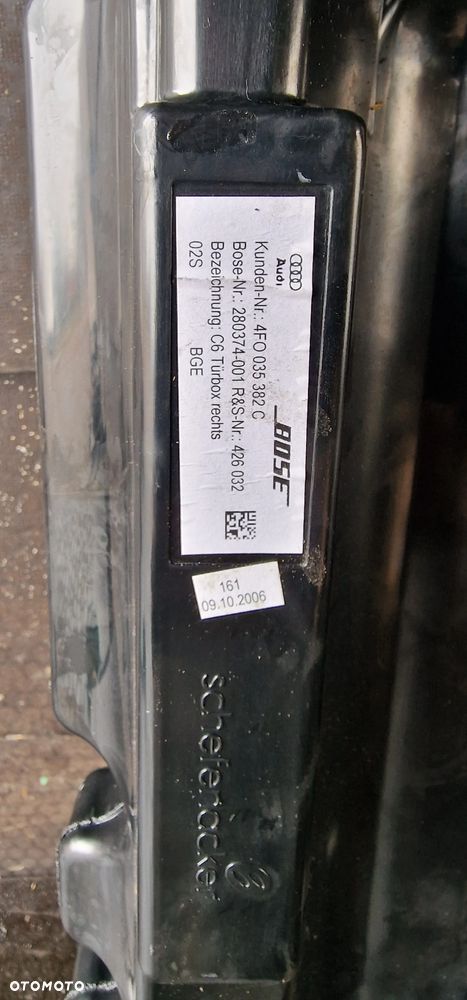 Audi
BOSE
Kunden-Nr.: 4FO 035 382 C
Bose-Nr.: 280374-001 R&S-Nr.: 426 032
Bezeichnung: C6 Türbox rechts
02S BGE
161
09.10.2006
schefenacker
OTOMOTO